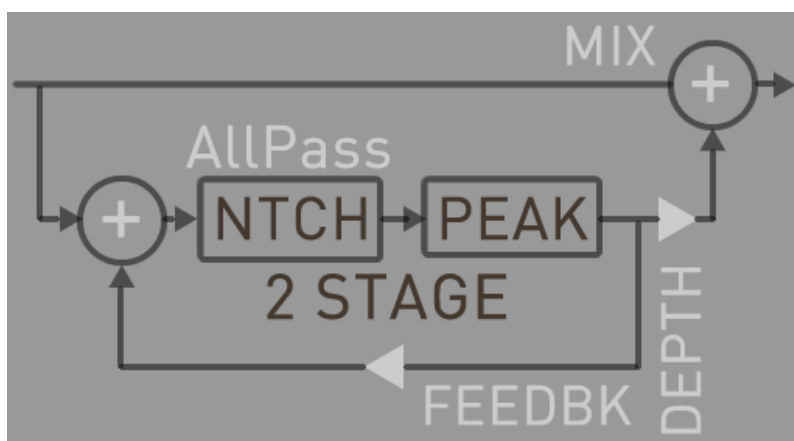 MIX
+
AllPass
+
NTCH
PEAK
2 STAGE
DEPTH
FEEDBK